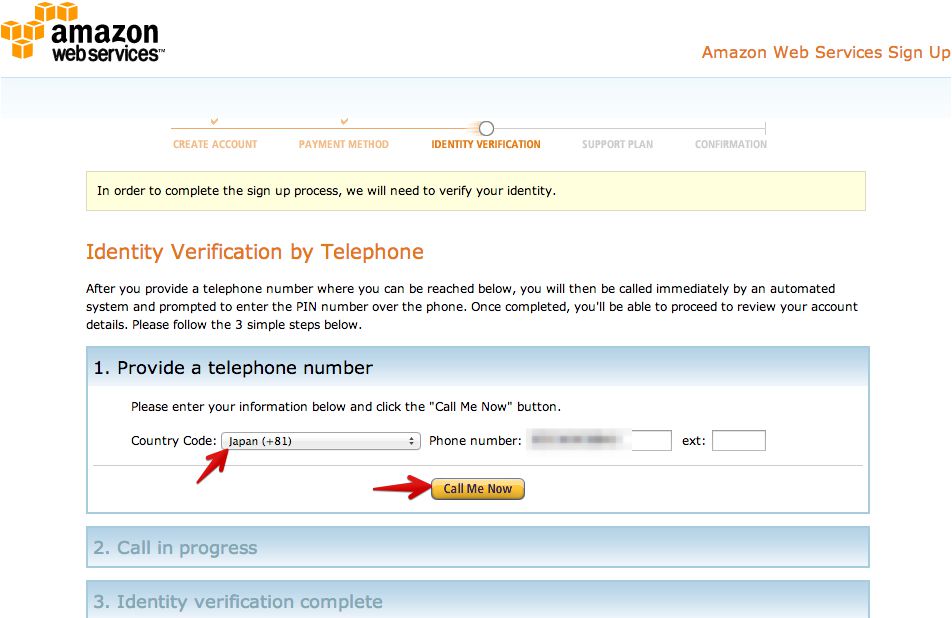 amazon
webservices™
Amazon Web Services Sign Up
CREATE ACCOUNT PAYMENT METHOD IDENTITY VERIFICATION SUPPORT PLAN CONFIRMATION
In order to complete the sign up process, we will need to verify your identity.
Identity Verification by Telephone
After you provide a telephone number where you can be reached below, you will then be called immediately by an automated
system and prompted to enter the PIN number over the phone. Once completed, you'll be able to proceed to review your account
details. Please follow the 3 simple steps below.
1. Provide a telephone number
Please enter your information below and click the "Call Me Now" button.
Country Code: Japan (+81) Phone number: ext:
Call Me Now
2. Call in progress
3. Identity verification complete